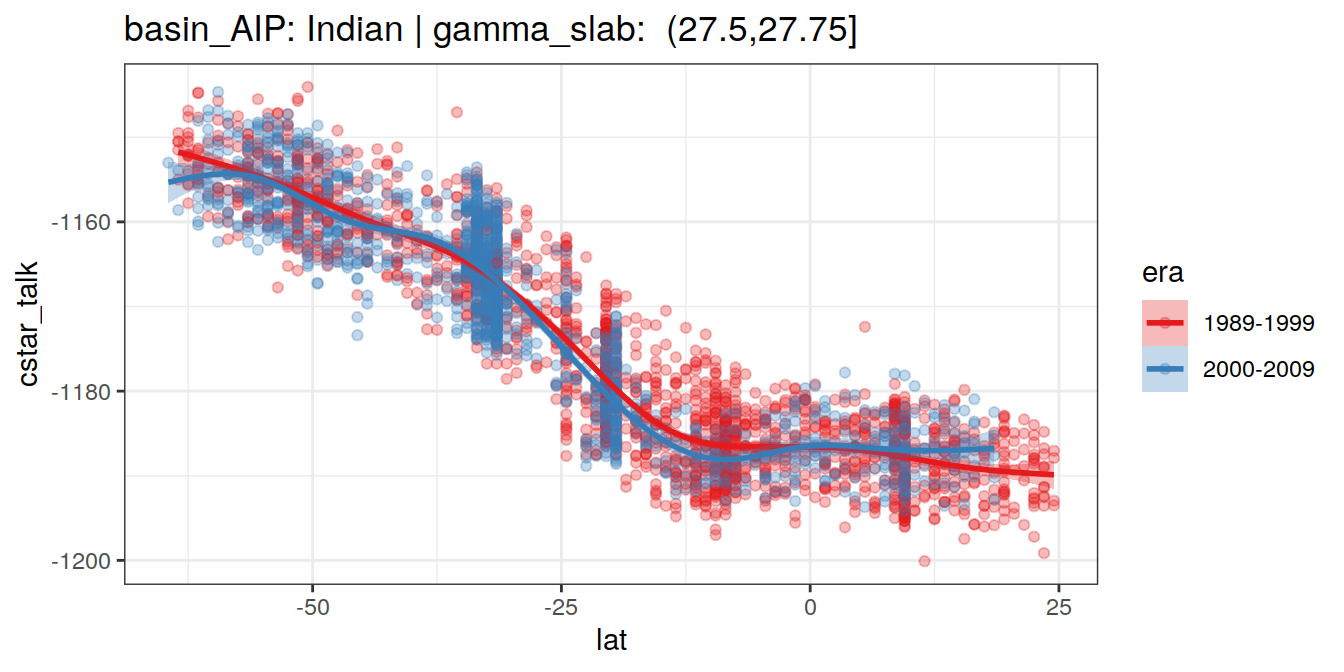 basin_AIP: Indian | gamma_slab:  (27.5,27.75]
cstar_talk
-1160
-1180
-1200
-50
-25
0
25
lat
era
1989-1999
2000-2009